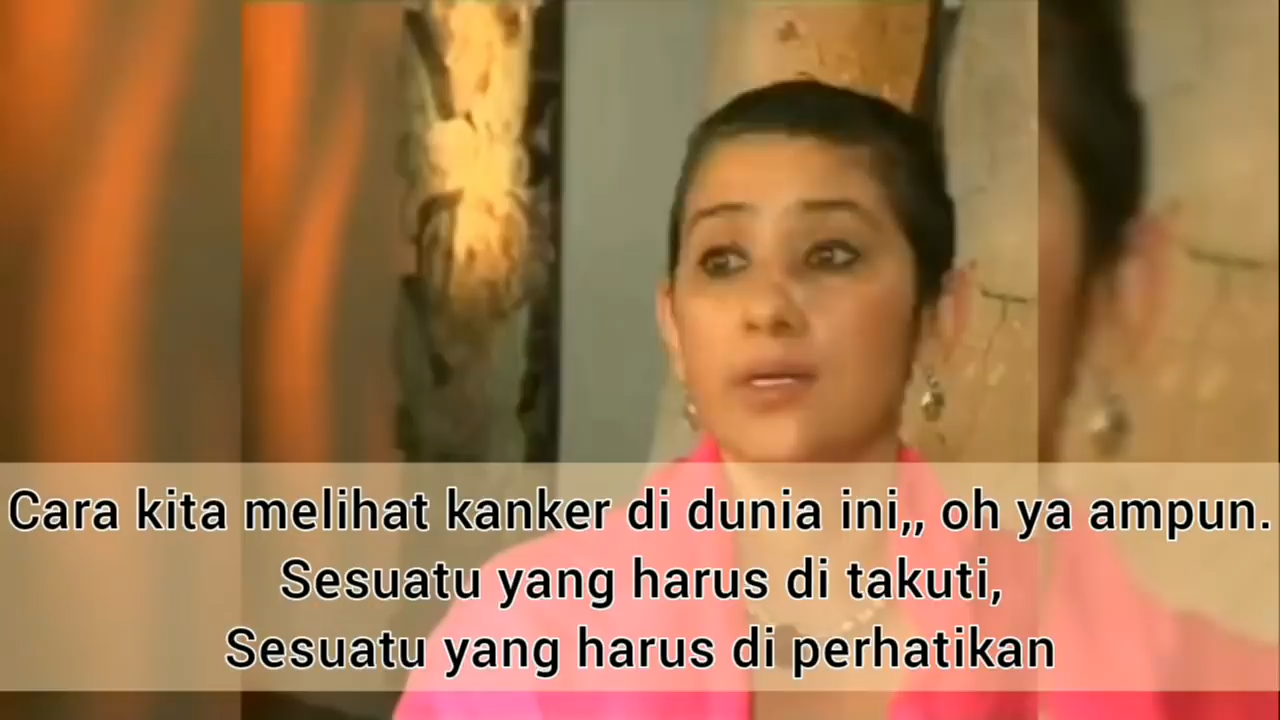 Cara kita melihat kanker di dunia ini,, oh ya ampun.
Sesuatu yang harus di takuti,
Sesuatu yang harus di perhatikan